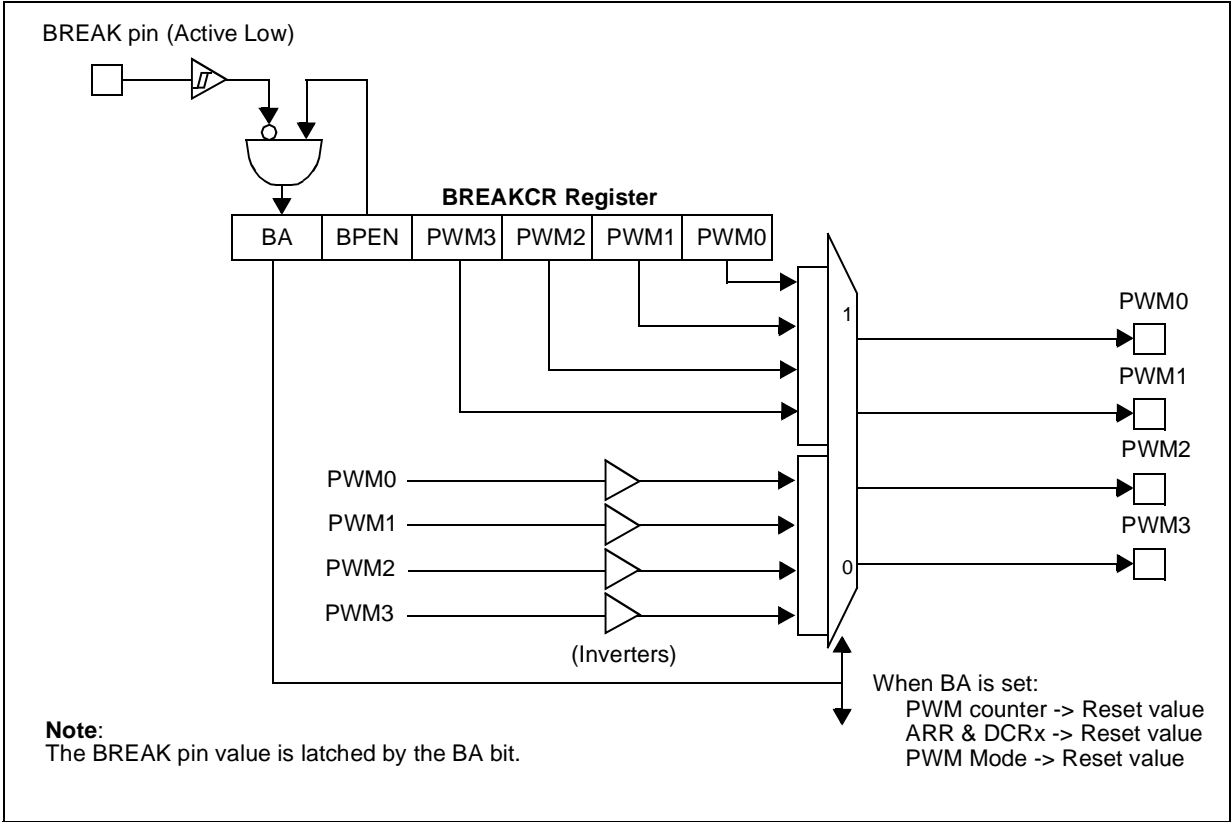 BREAK pin (Active Low)
BREAKCR Register
BA BPEN PWM3 PWM2 PWM1 PWM0
1
PWM0
PWM1
PWM2
PWM3
PWM0
PWM1
PWM2
PWM3
0
(Inverters)
When BA is set:
PWM counter -> Reset value
ARR & DCRx -> Reset value
PWM Mode -> Reset value
Note:
The BREAK pin value is latched by the BA bit.